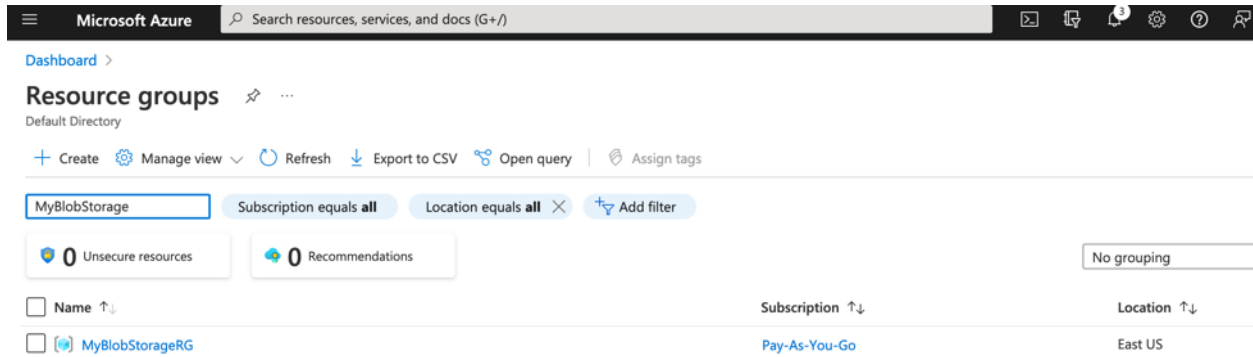 Microsoft Azure Search resources, services, and docs (G+/) 3
Dashboard >
Resource groups ...
Default Directory
Create Manage view Refresh Export to CSV Open query Assign tags
MyBlobStorage Subscription equals all Location equals all Add filter
0 Unsecure resources 0 Recommendations No grouping
Name ↑↓ Subscription ↑↓ Location ↑↓
MyBlobStorageRG Pay-As-You-Go East US